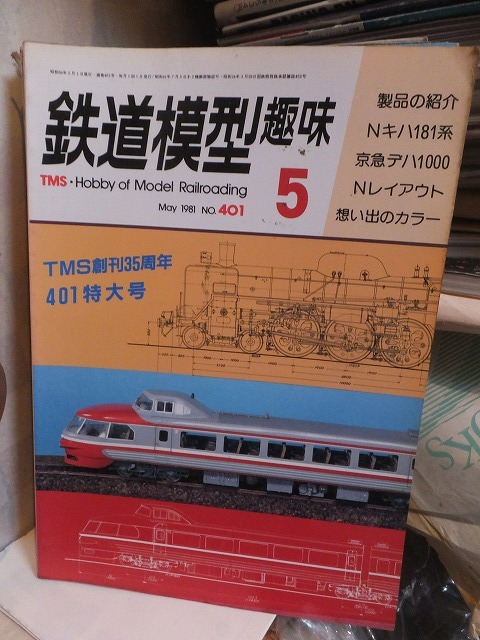 鉄道模型趣味
TMS・Hobby of Model Railroading
May 1981 NO. 401
5
製品の紹介
Nキハ181系
京急デハ1000
Nレイアウト
想い出のカラー
TMS創刊35周年
401特大号